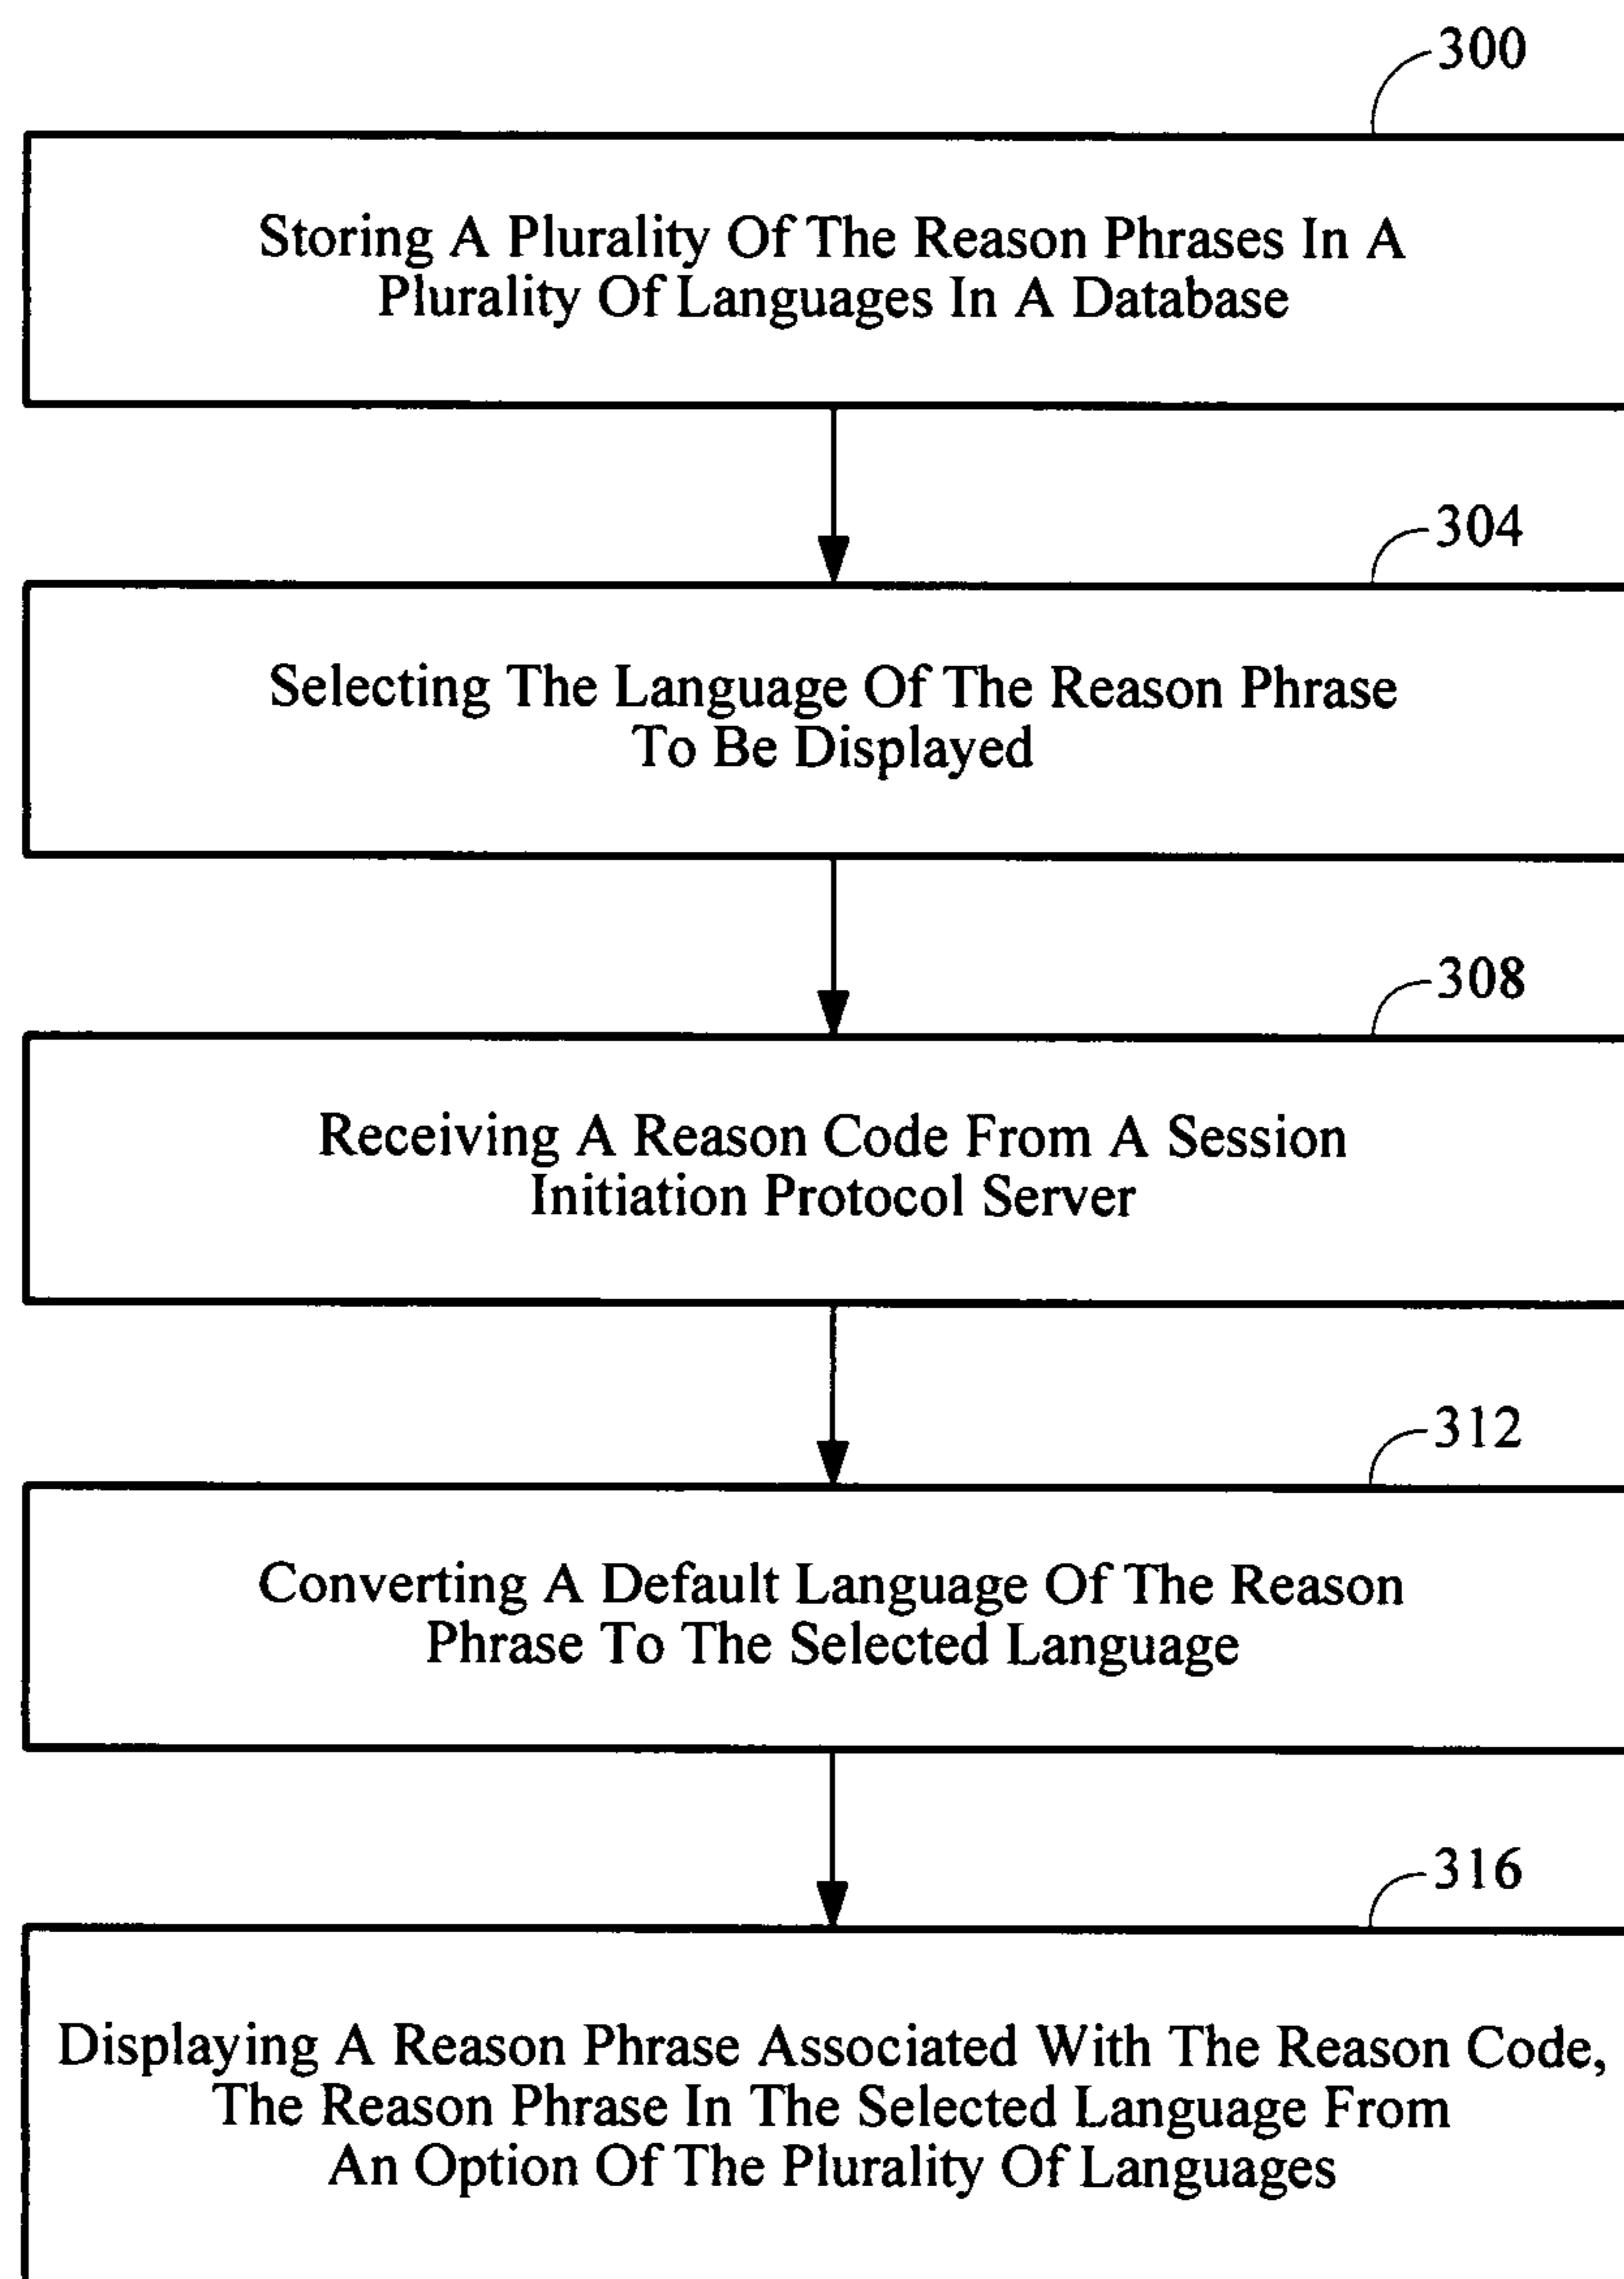 300
Storing A Plurality Of The Reason Phrases In A
Plurality Of Languages In A Database
304
Selecting The Language Of The Reason Phrase
To Be Displayed
308
Receiving A Reason Code From A Session
Initiation Protocol Server
312
Converting A Default Language Of The Reason
Phrase To The Selected Language
316
Displaying A Reason Phrase Associated With The Reason Code,
The Reason Phrase In The Selected Language From
An Option Of The Plurality Of Languages